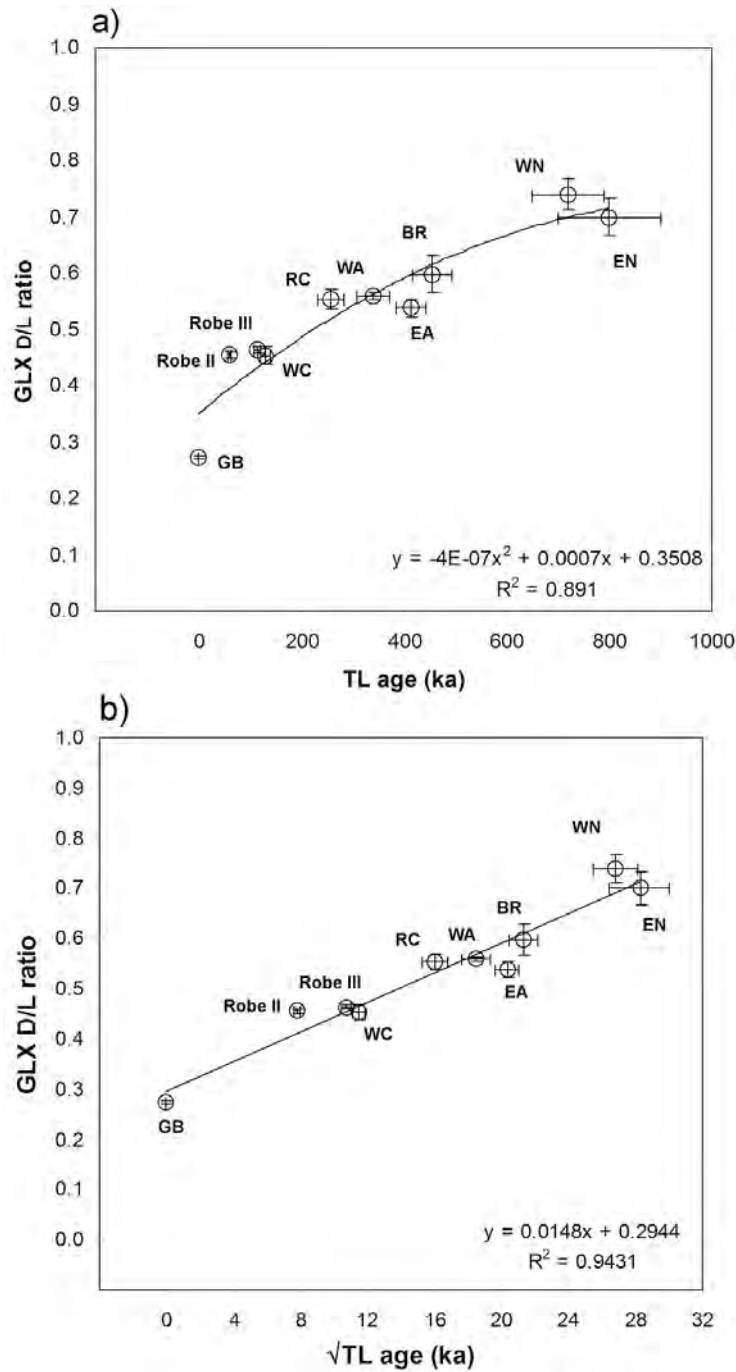 a)
1.0
0.9
0.8
0.7
0.6
0.5
0.4
0.3
0.2
0.1
0.0
GLX D/L ratio
WN
EN
BR
WA
RC
EA
Robe III
Robe II
WC
GB
y = -4E-07x² + 0.0007x + 0.3508
R² = 0.891
0 200 400 600 800 1000
TL age (ka)
b)
1.0
0.9
0.8
0.7
0.6
0.5
0.4
0.3
0.2
0.1
0.0
GLX D/L ratio
WN
EN
BR
RC WA
EA
Robe III
Robe II
WC
GB
y = 0.0148x + 0.2944
R² = 0.9431
0 4 8 12 16 20 24 28 32
√TL age (ka)